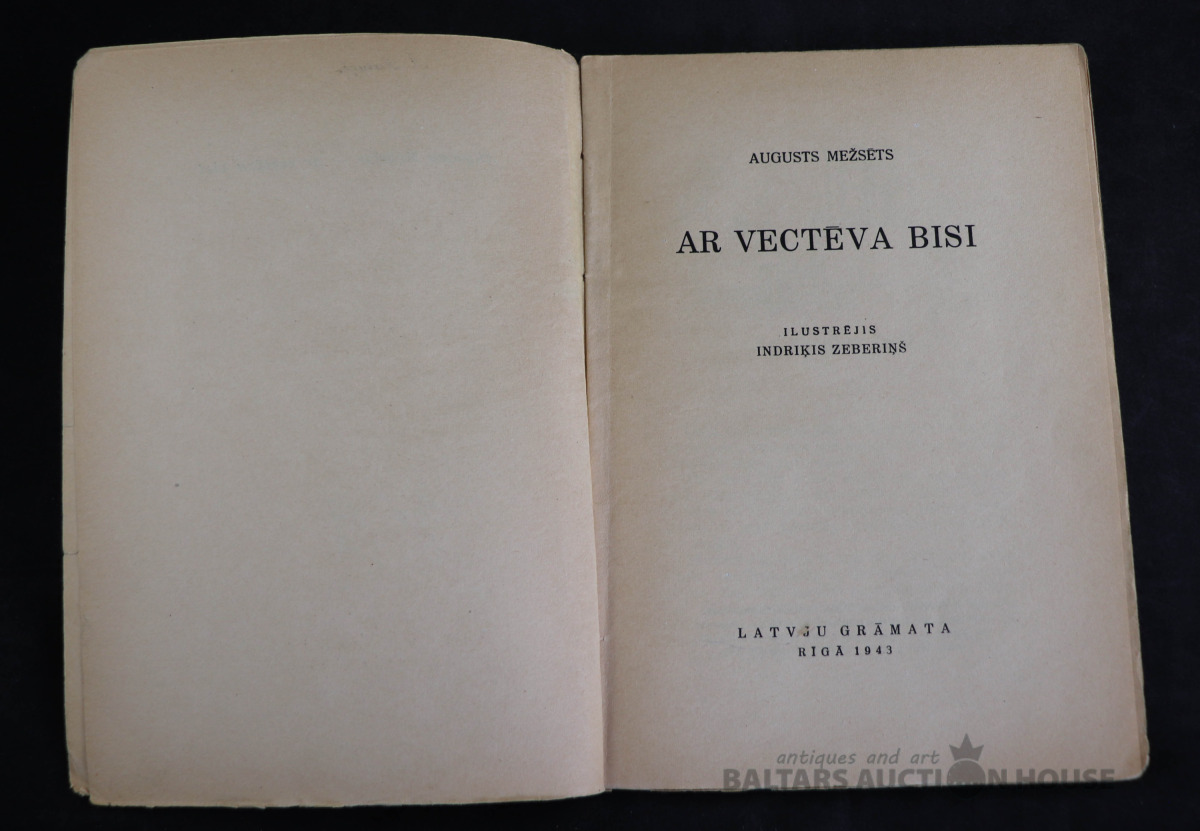 AUGUSTS MEŽSĒTS
AR VECTĒVA BISI
ILUSTRĒJIS
INDRIĶIS ZEBERIŅŠ
LATVJU GRĀMATA
RĪGĀ 1943
antiques and art
BALTARS AUCTION HOUSE